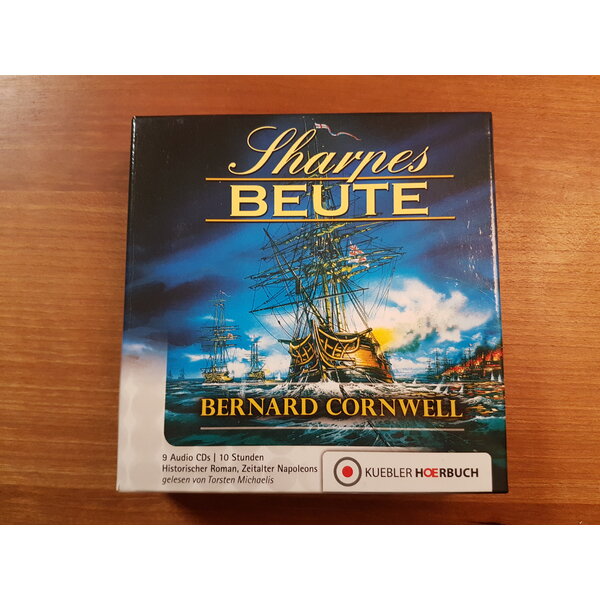 Sharpes
BEUTE
BERNARD CORNWELL
9 Audio CDs | 10 Stunden
Historischer Roman, Zeitalter Napoleons
gelesen von Torsten Michaelis
KUEBLER HOERBUCH